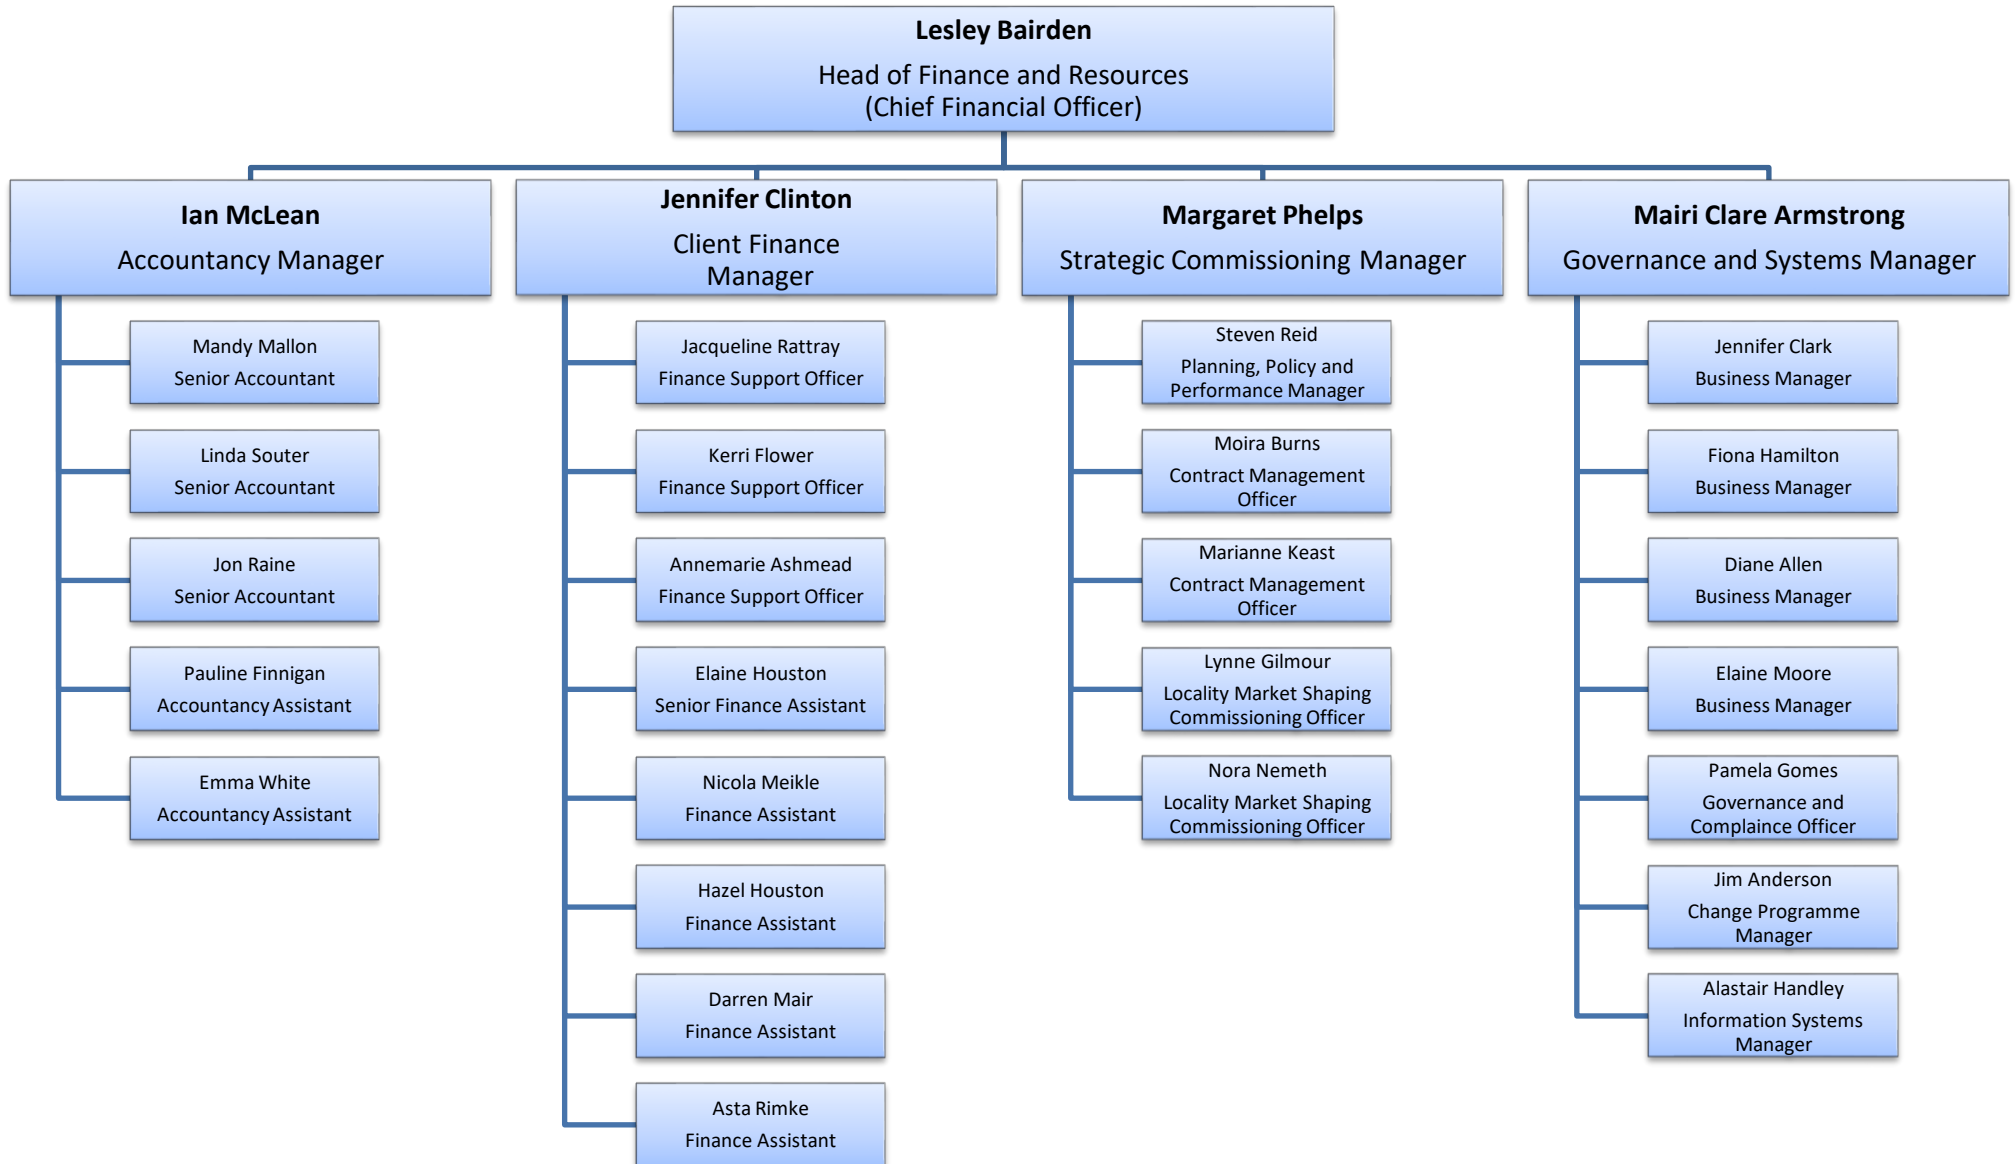 Lesley Bairden
Head of Finance and Resources
(Chief Financial Officer)
Ian McLean
Accountancy Manager
Mandy Mallon
Senior Accountant
Linda Souter
Senior Accountant
Jon Raine
Senior Accountant
Pauline Finnigan
Accountancy Assistant
Emma White
Accountancy Assistant
Jennifer Clinton
Client Finance
Manager
Jacqueline Rattray
Finance Support Officer
Kerri Flower
Finance Support Officer
Annemarie Ashmead
Finance Support Officer
Elaine Houston
Senior Finance Assistant
Nicola Meikle
Finance Assistant
Hazel Houston
Finance Assistant
Darren Mair
Finance Assistant
Asta Rimke
Finance Assistant
Margaret Phelps
Strategic Commissioning Manager
Steven Reid
Planning, Policy and
Performance Manager
Moira Burns
Contract Management
Officer
Marianne Keast
Contract Management
Officer
Lynne Gilmour
Locality Market Shaping
Commissioning Officer
Nora Nemeth
Locality Market Shaping
Commissioning Officer
Mairi Clare Armstrong
Governance and Systems Manager
Jennifer Clark
Business Manager
Fiona Hamilton
Business Manager
Diane Allen
Business Manager
Elaine Moore
Business Manager
Pamela Gomes
Governance and
Complaince Officer
Jim Anderson
Change Programme
Manager
Alastair Handley
Information Systems
Manager